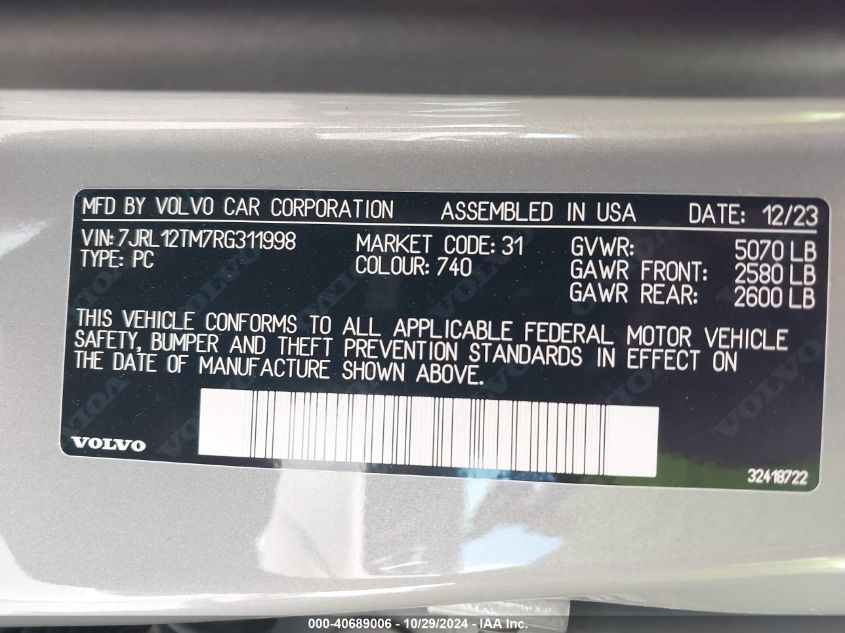 MFD BY VOLVO CAR CORPORATION ASSEMBLED IN USA DATE: 12/23
VIN:7JRL12TM7RG311998 MARKET CODE: 31 GVWR: 5070 LB
TYPE: PC COLOUR: 740 GAWR FRONT: 2580 LB
GAWR REAR: 2600 LB
THIS VEHICLE CONFORMS TO ALL APPLICABLE FEDERAL MOTOR VEHICLE
SAFETY, BUMPER AND THEFT PREVENTION STANDARDS IN EFFECT ON
THE DATE OF MANUFACTURE SHOWN ABOVE.
VOLVO
32418722
000-40689006 - 10/29/2024 - IAA Inc.